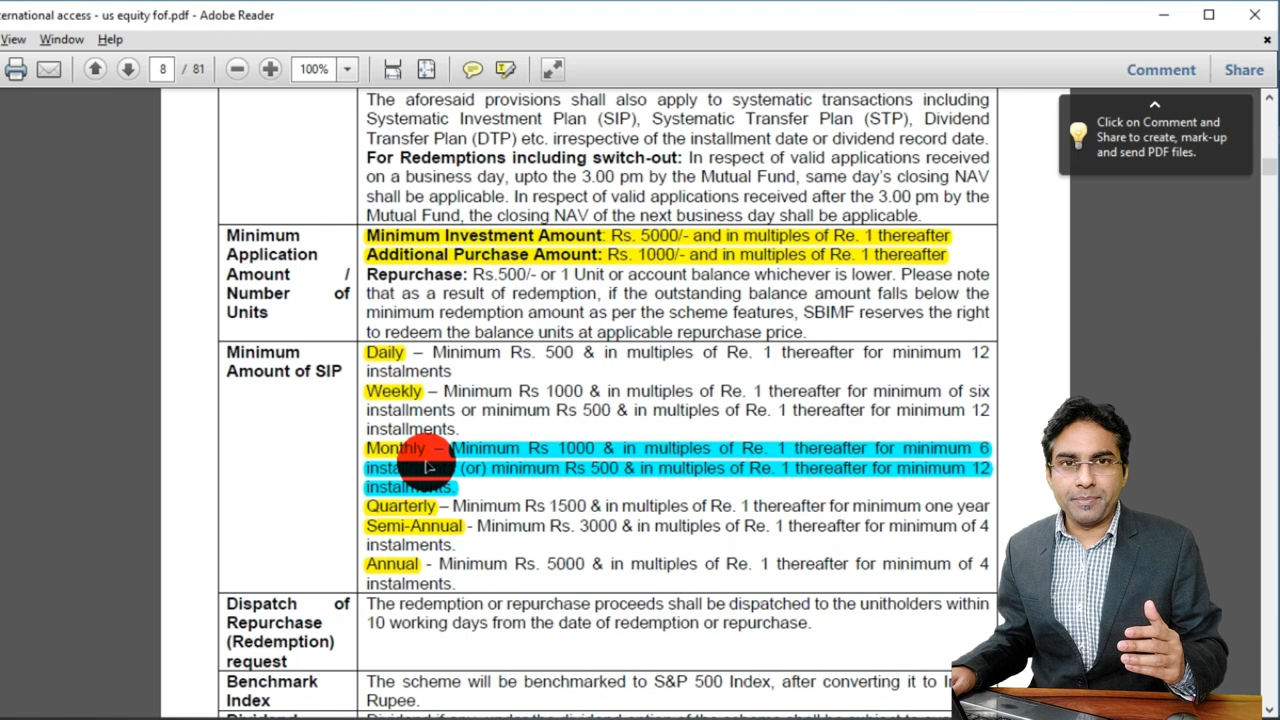 ernational access - us equity fof.pdf - Adobe Reader
View Window Help
8 / 81 100% Comment Share
Click on Comment and
Share to create, mark-up
and send PDF files.
The aforesaid provisions shall also apply to systematic transactions including
Systematic Investment Plan (SIP), Systematic Transfer Plan (STP), Dividend
Transfer Plan (DTP) etc. irrespective of the installment date or dividend record date.
For Redemptions including switch-out: In respect of valid applications received
on a business day, upto the 3.00 pm by the Mutual Fund, same day's closing NAV
shall be applicable. In respect of valid applications received after the 3.00 pm by the
Mutual Fund, the closing NAV of the next business day shall be applicable.
Minimum
Application
Amount /
Number of
Units
Minimum Investment Amount: Rs. 5000/- and in multiples of Re. 1 thereafter
Additional Purchase Amount: Rs. 1000/- and in multiples of Re. 1 thereafter
Repurchase: Rs.500/- or 1 Unit or account balance whichever is lower. Please note
that as a result of redemption, if the outstanding balance amount falls below the
minimum redemption amount as per the scheme features, SBIMF reserves the right
to redeem the balance units at applicable repurchase price.
Minimum
Amount of SIP
Daily – Minimum Rs. 500 & in multiples of Re. 1 thereafter for minimum 12
instalments
Weekly – Minimum Rs 1000 & in multiples of Re. 1 thereafter for minimum of six
installments or minimum Rs 500 & in multiples of Re. 1 thereafter for minimum 12
installments.
Monthly – Minimum Rs 1000 & in multiples of Re. 1 thereafter for minimum 6
(or) minimum Rs 500 & in multiples of Re. 1 thereafter for minimum 12
instalments.
Quarterly – Minimum Rs 1500 & in multiples of Re. 1 thereafter for minimum one year
Semi-Annual - Minimum Rs. 3000 & in multiples of Re. 1 thereafter for minimum of 4
instalments.
Annual - Minimum Rs. 5000 & in multiples of Re. 1 thereafter for minimum of 4
instalments.
Dispatch of
Repurchase
(Redemption)
request
The redemption or repurchase proceeds shall be dispatched to the unitholders within
10 working days from the date of redemption or repurchase.
Benchmark
Index
The scheme will be benchmarked to S&P 500 Index, after converting it to
Rupee.